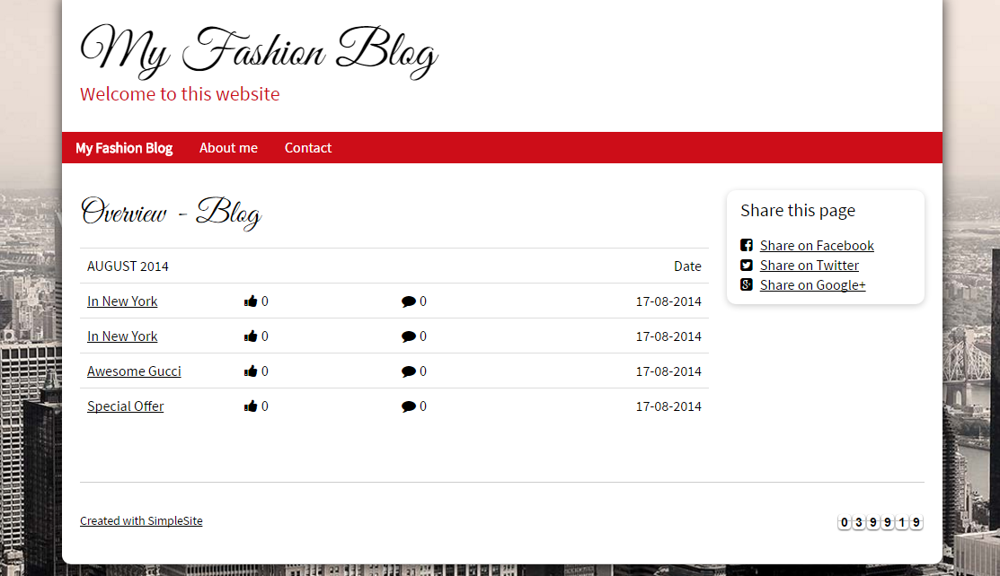 My Fashion Blog
Welcome to this website
My Fashion Blog About me Contact
Overview - Blog
AUGUST 2014 Date
In New York 0 0 17-08-2014
In New York 0 0 17-08-2014
Awesome Gucci 0 0 17-08-2014
Special Offer 0 0 17-08-2014
Share this page
Share on Facebook
Share on Twitter
Share on Google+
Created with SimpleSite
039919